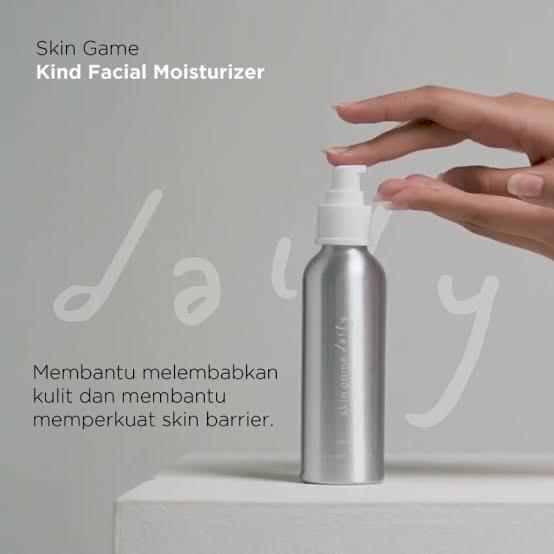 Skin Game
Kind Facial Moisturizer
daily
skin game daily
Membantu melembabkan
kulit dan membantu
memperkuat skin barrier.